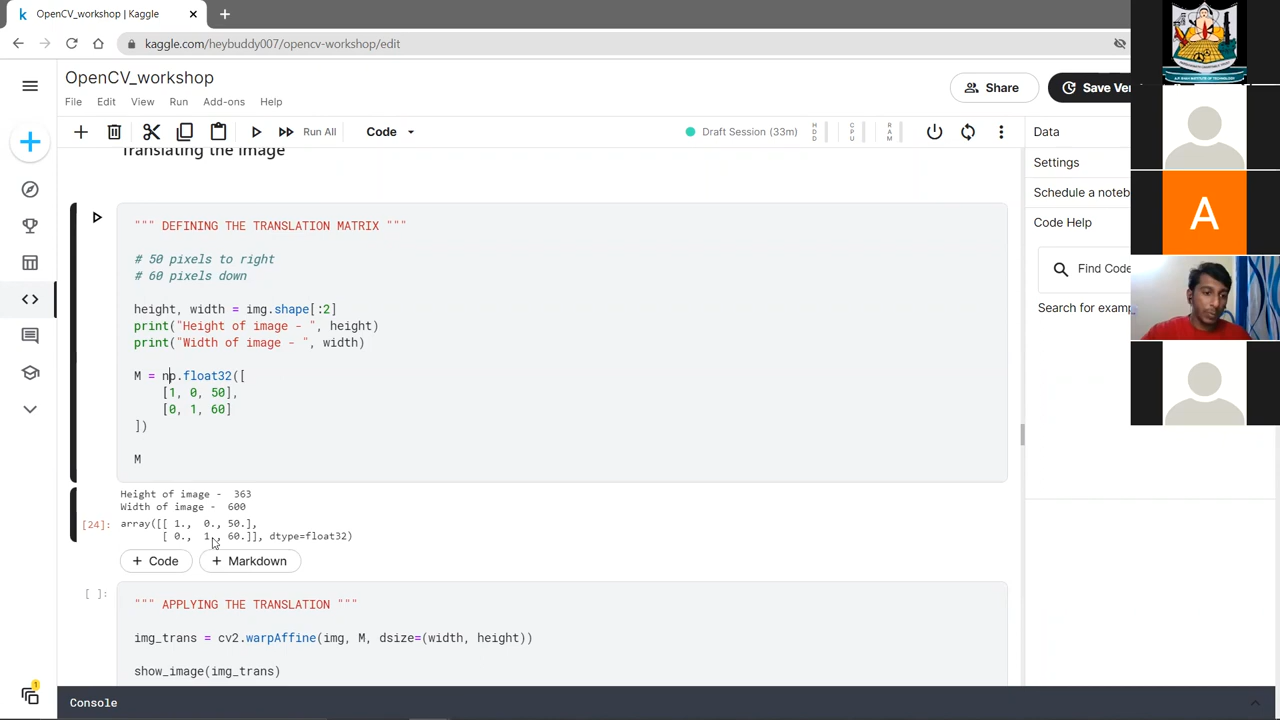 OpenCV_workshop | Kaggle
kaggle.com/heybuddy007/opencv-workshop/edit
OpenCV_workshop
File Edit View Run Add-ons Help
Share
Save Ver
Run All
Code
Draft Session (33m)
HDD
CPU
RAM
Data
Settings
Schedule a noteb
Code Help
Find Code
Search for examp
A
Translating the image
""" DEFINING THE TRANSLATION MATRIX """
# 50 pixels to right
# 60 pixels down
height, width = img.shape[:2]
print("Height of image - ", height)
print("Width of image - ", width)
M = np.float32([
[1, 0, 50],
[0, 1, 60]
])
M
Height of image -  363
Width of image -  600
[24]:
array([[ 1.,  0., 50.],
[ 0.,  1., 60.]], dtype=float32)
+ Code
+ Markdown
[ ]:
""" APPLYING THE TRANSLATION """
img_trans = cv2.warpAffine(img, M, dsize=(width, height))
show_image(img_trans)
1
Console